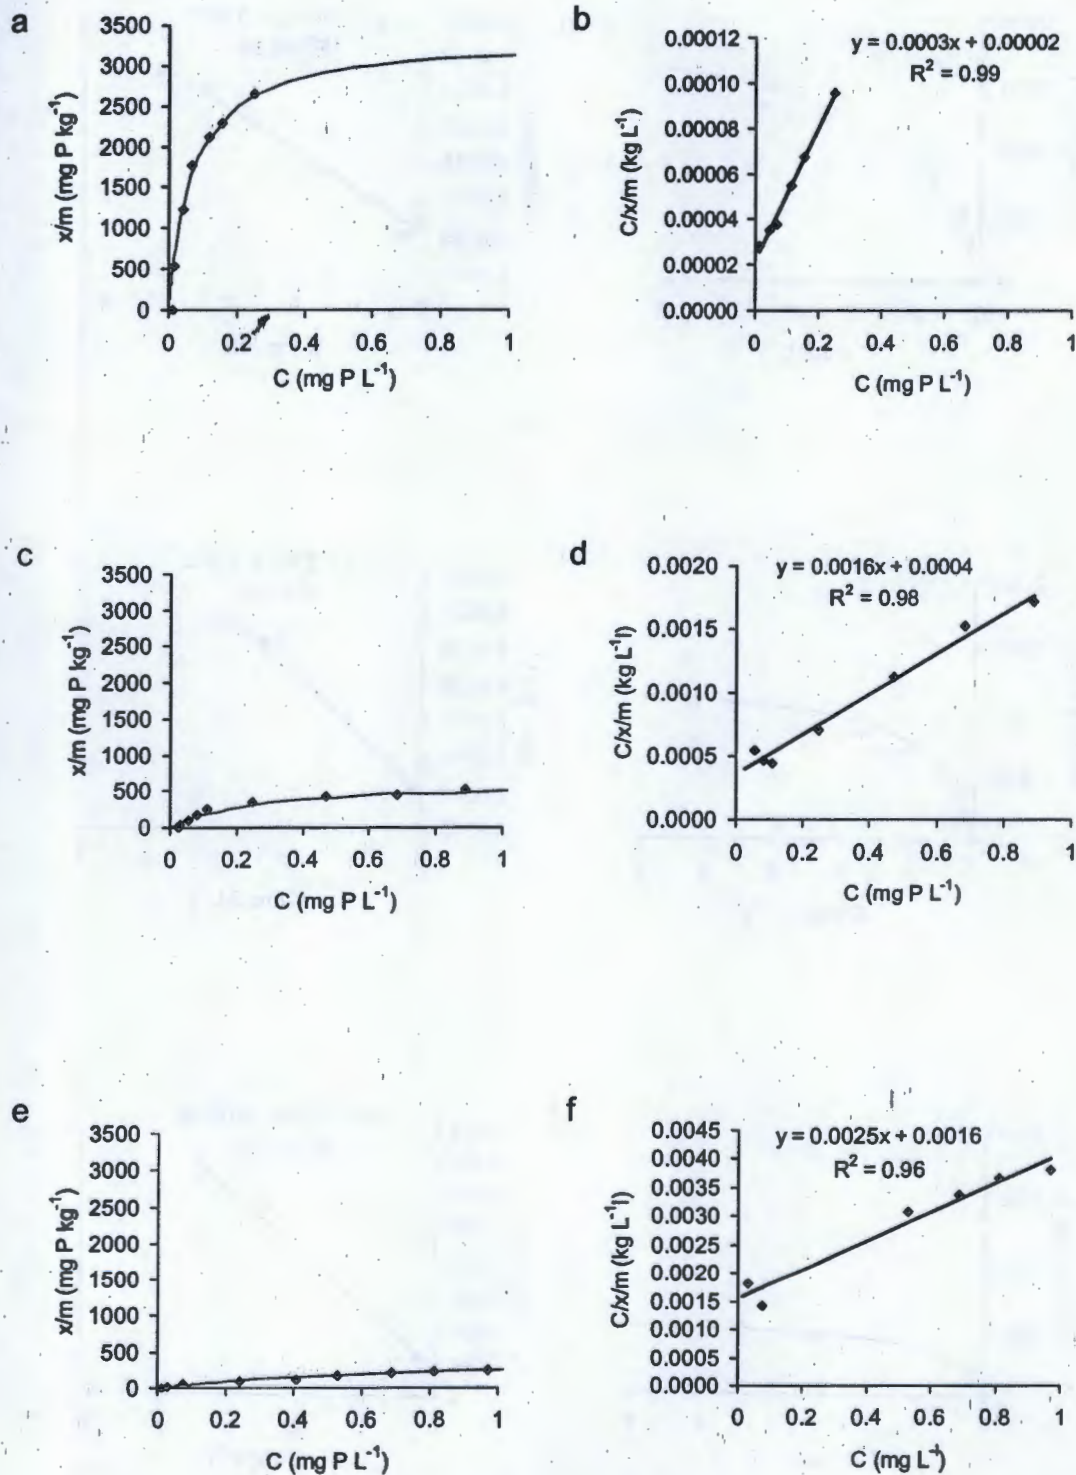 a
3500
3000
2500
2000
1500
1000
500
0
x/m (mg P kg⁻¹)
0 0.2 0.4 0.6 0.8 1
C (mg P L⁻¹)
b
y = 0.0003x + 0.00002
R² = 0.99
0.00012
0.00010
0.00008
0.00006
0.00004
0.00002
0.00000
C/x/m (kg L⁻¹)
0 0.2 0.4 0.6 0.8 1
C (mg P L⁻¹)
c
3500
3000
2500
2000
1500
1000
500
0
x/m (mg P kg⁻¹)
0 0.2 0.4 0.6 0.8 1
C (mg P L⁻¹)
d
y = 0.0016x + 0.0004
R² = 0.98
0.0020
0.0015
0.0010
0.0005
0.0000
C/x/m (kg L⁻¹l)
0 0.2 0.4 0.6 0.8 1
C (mg P L⁻¹)
e
3500
3000
2500
2000
1500
1000
500
0
x/m (mg P kg⁻¹)
0 0.2 0.4 0.6 0.8 1
C (mg P L⁻¹)
f
y = 0.0025x + 0.0016
R² = 0.96
0.0045
0.0040
0.0035
0.0030
0.0025
0.0020
0.0015
0.0010
0.0005
0.0000
C/x/m (kg L⁻¹l)
0 0.2 0.4 0.6 0.8 1
C (mg L⁻¹)